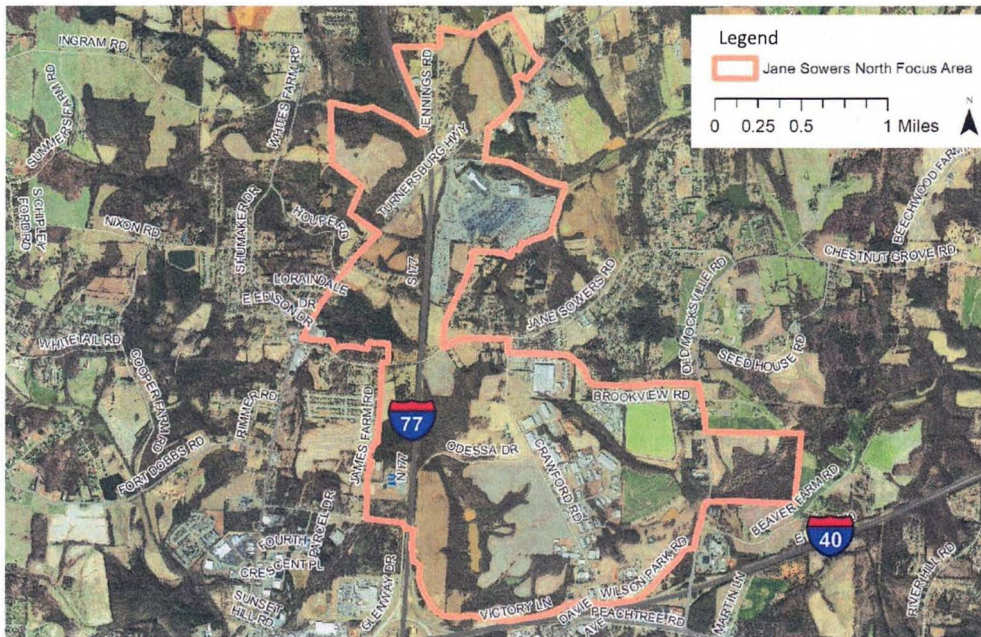 Legend
Jane Sowers North Focus Area
0 0.25 0.5 1 Miles
N
INGRAM RD
SUMMERS FARM RD
WHITES FARM RD
JENNINGS RD
TURNERSBURG HWY
S CHIPLEY FORD RD
NIXON RD
SHUMAKER DR
HOUPE RD
LORAINDALE DR
E EDISON DR
S I 77
BEECHWOOD FARM
CHESTNUT GROVE RD
JANE SOWERS RD
OLD MOCKSVILLE RD
SEED HOUSE RD
WHITETAIL RD
COOPER FARM RD
RIMMER RD
JAMES FARM RD
BROOKVIEW RD
77
N I 77
ODESSA DR
CRAWFORD RD
FORT DOBBS RD
PARCEL DR
FOURTH
CRESCENT PL
BEAVER FARM RD
40
SUNSET HILL RD
GLENWAY DR
VICTORY LN
DAVIE AVE
WILSON PARK RD
PEACHTREE RD
MARTIN LN
RIVER HILL RD